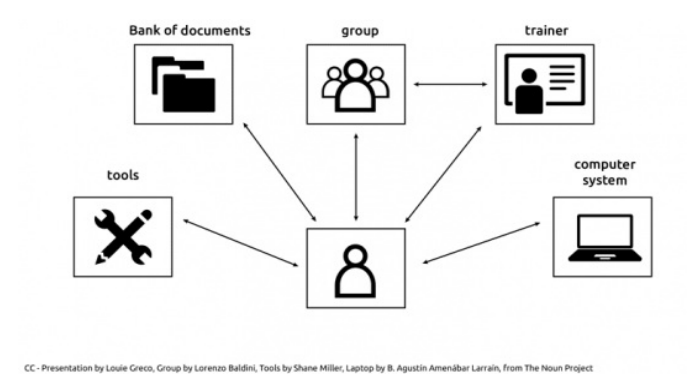 Bank of documents
group
trainer
tools
computer
system
CC - Presentation by Louie Greco, Group by Lorenzo Baldini, Tools by Shane Miller, Laptop by B. Agustín Amenábar Larraín, from The Noun Project